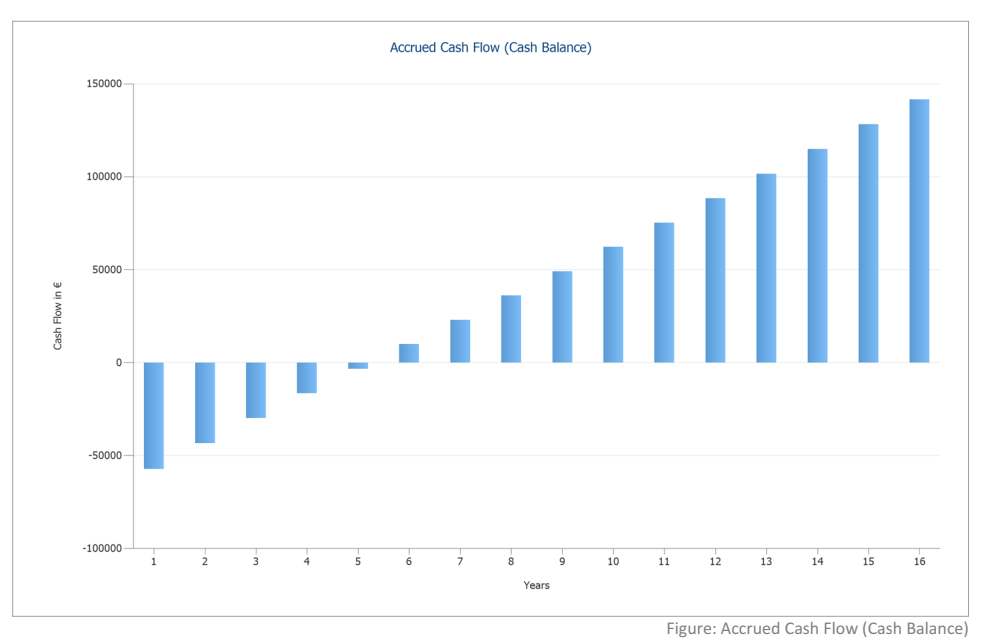 Accrued Cash Flow (Cash Balance)
150000
100000
50000
0
-50000
-100000
Cash Flow in €
1 2 3 4 5 6 7 8 9 10 11 12 13 14 15 16
Years
Figure: Accrued Cash Flow (Cash Balance)